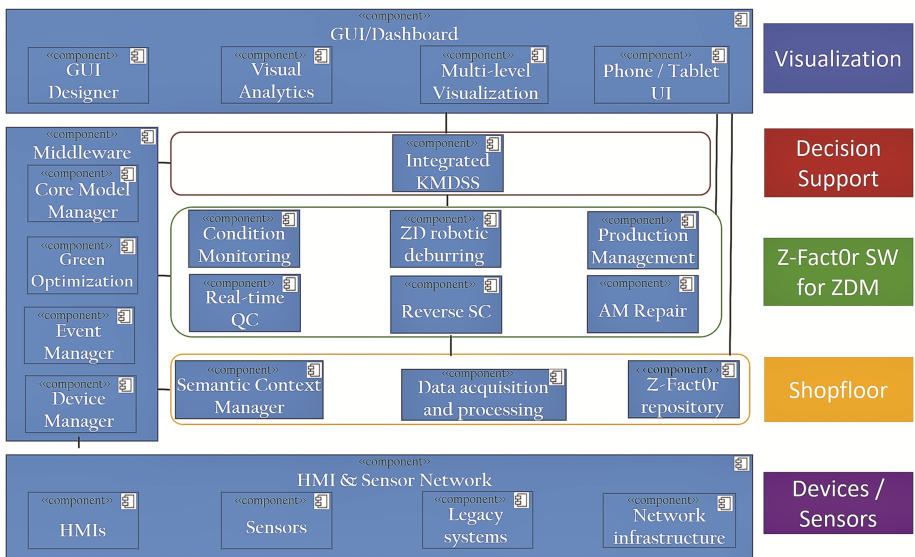 «component»
GUI/Dashboard
«component»
GUI
Designer
«component»
Visual
Analytics
«component»
Multi-level
Visualization
«component»
Phone / Tablet
UI
Visualization
«component»
Middleware
«component»
Core Model
Manager
«component»
Green
Optimization
«component»
Event
Manager
«component»
Device
Manager
«component»
Integrated
KMDSS
Decision
Support
«component»
Condition
Monitoring
«component»
ZD robotic
deburring
«component»
Production
Management
«component»
Real-time
QC
«component»
Reverse SC
«component»
AM Repair
Z-Fact0r SW
for ZDM
«component»
Semantic Context
Manager
«component»
Data acquisition
and processing
«component»
Z-Fact0r
repository
Shopfloor
«component»
HMI & Sensor Network
«component»
HMIs
«component»
Sensors
«component»
Legacy
systems
«component»
Network
infrastructure
Devices /
Sensors